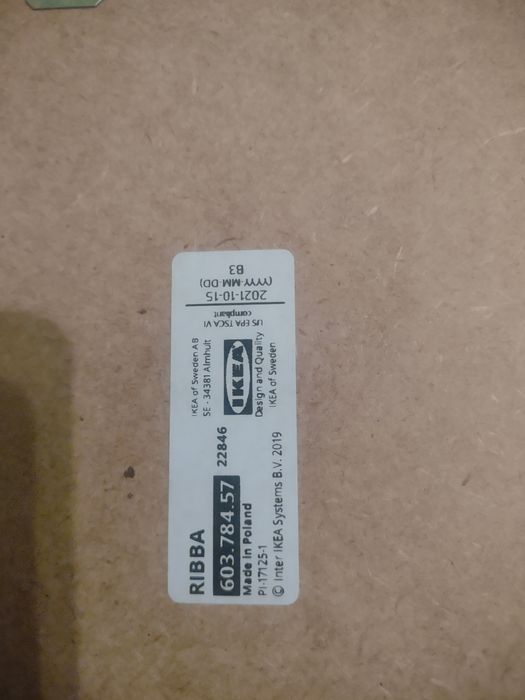 RIBBA
603.784.57 22846
Made in Poland
PI-17125-1
© Inter IKEA Systems B.V. 2019
IKEA of Sweden AB
SE - 34381 Älmhult
IKEA
Design and Quality
IKEA of Sweden
US EPA TSCA VI
compliant
2021-10-15
(YYYY-MM-DD)
B3